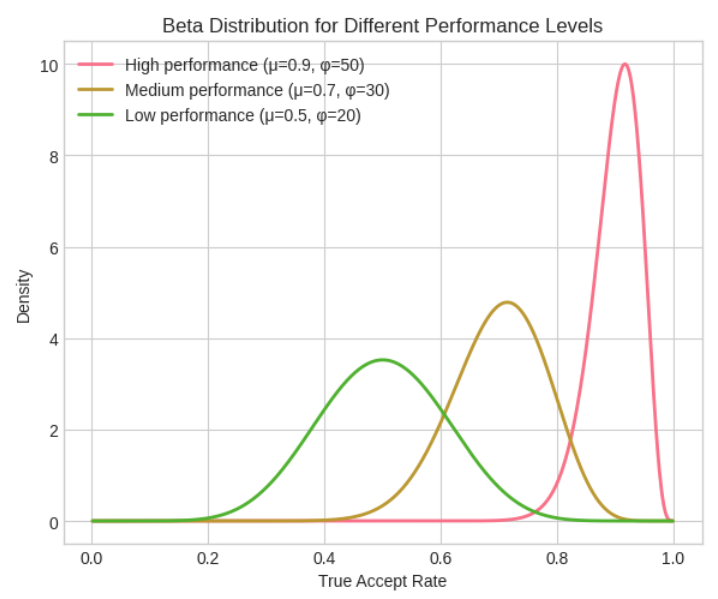 Beta Distribution for Different Performance Levels
High performance (μ=0.9, φ=50)
Medium performance (μ=0.7, φ=30)
Low performance (μ=0.5, φ=20)
10
8
6
4
2
0
Density
0.0 0.2 0.4 0.6 0.8 1.0
True Accept Rate